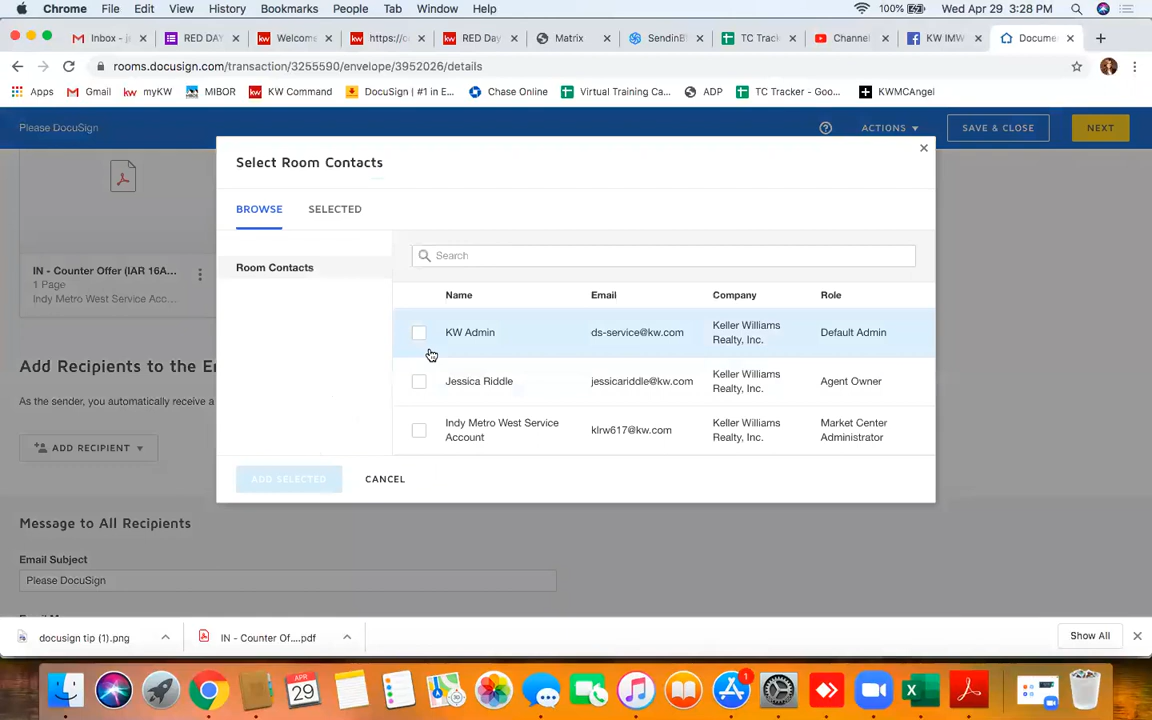 Chrome File Edit View History Bookmarks People Tab Window Help 100% Wed Apr 29 3:28 PM
Inbox - j RED DAY Welcom https://o RED Day Matrix SendinB TC Track Channel KW IMW Docume
rooms.docusign.com/transaction/3255590/envelope/3952026/details
Apps Gmail myKW MIBOR KW Command DocuSign | #1 in E... Chase Online Virtual Training Ca... ADP TC Tracker - Goo... KWMCAngel
Please DocuSign ACTIONS SAVE & CLOSE NEXT
Select Room Contacts
BROWSE SELECTED
Search
Room Contacts
IN - Counter Offer (IAR 16A...
1 Page
Indy Metro West Service Acc...
Name Email Company Role
KW Admin ds-service@kw.com Keller Williams Realty, Inc. Default Admin
Jessica Riddle jessicariddle@kw.com Keller Williams Realty, Inc. Agent Owner
Indy Metro West Service Account klrw617@kw.com Keller Williams Realty, Inc. Market Center Administrator
Add Recipients to the E
As the sender, you automatically receive a
ADD RECIPIENT
ADD SELECTED CANCEL
Message to All Recipients
Email Subject
Please DocuSign
docusign tip (1).png IN - Counter Of....pdf Show All
APR
29
1